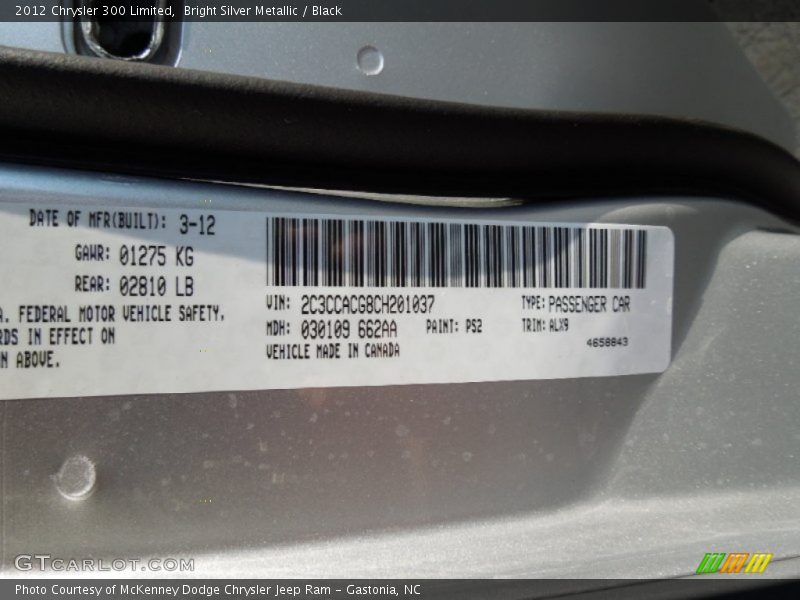 2012 Chrysler 300 Limited, Bright Silver Metallic / Black
DATE OF MFR(BUILT): 3-12
GAWR: 01275 KG
REAR: 02810 LB
A. FEDERAL MOTOR VEHICLE SAFETY.
RDS IN EFFECT ON
N ABOVE.
VIN: 2C3CCACG8CH201037 TYPE: PASSENGER CAR
MDH: 030109 662AA PAINT: PS2 TRIM: ALX9
VEHICLE MADE IN CANADA
4658843
GTCARLOT.COM
Photo Courtesy of McKenney Dodge Chrysler Jeep Ram - Gastonia, NC